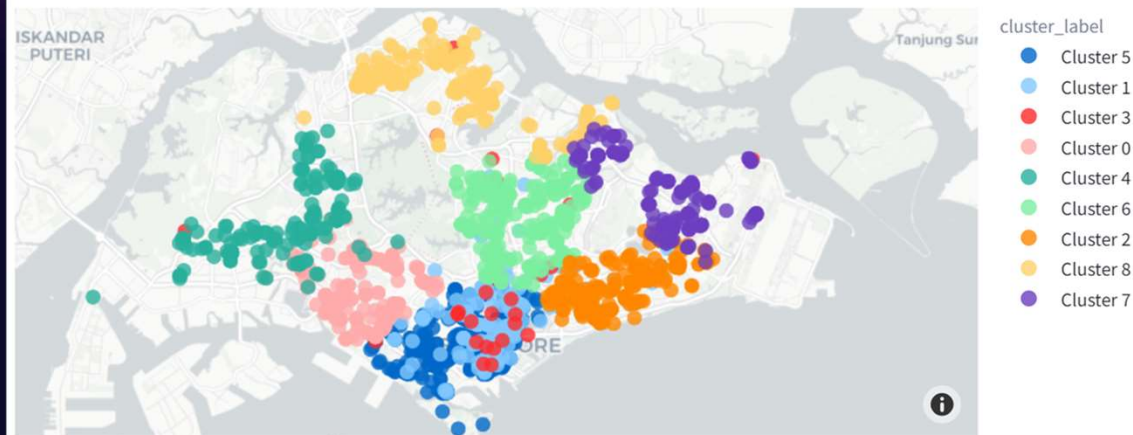 ISKANDAR
PUTERI
Tanjung Sur
ORE
cluster_label
Cluster 5
Cluster 1
Cluster 3
Cluster 0
Cluster 4
Cluster 6
Cluster 2
Cluster 8
Cluster 7